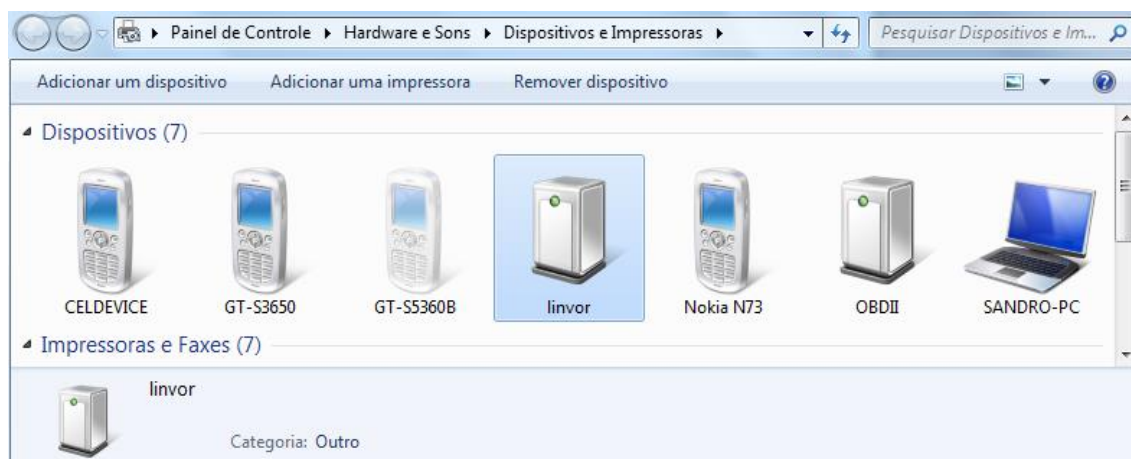 Painel de Controle Hardware e Sons Dispositivos e Impressoras Pesquisar Dispositivos e Im...
Adicionar um dispositivo Adicionar uma impressora Remover dispositivo
Dispositivos (7)
CELDEVICE GT-S3650 GT-S5360B linvor Nokia N73 OBDII SANDRO-PC
Impressoras e Faxes (7)
linvor
Categoria: Outro